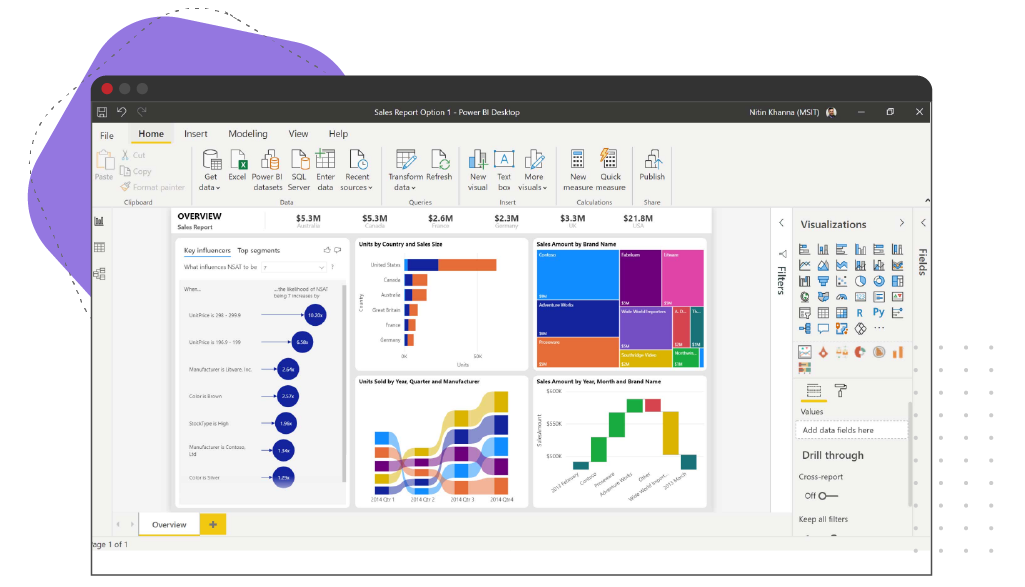 Sales Report Option 1 - Power BI Desktop
Nitin Khanna (MSIT)
File Home Insert Modeling View Help
Paste
Cut
Copy
Format painter
Clipboard
Get data
Excel
Power BI datasets
SQL Server
Enter data
Recent sources
Data
Transform data
Refresh
Queries
New visual
Text box
More visuals
Insert
New measure
Quick measure
Calculations
Publish
Share
OVERVIEW
Sales Report
$5.3M
Australia
$5.3M
Canada
$2.6M
France
$2.3M
Germany
$3.3M
UK
$21.8M
USA
Key influencers Top segments
What influences NSAT to be 7 ?
When...
...the likelihood of NSAT
being 7 increases by
UnitPrice is 298 - 299.9
10.20x
UnitPrice is 196.9 - 199
6.58x
Manufacturer is Litware, Inc.
2.64x
Color is Brown
2.57x
StockType is High
1.95x
Manufacturer is Contoso,
Ltd
1.34x
Color is Silver
1.25x
Units by Country and Sales Size
Country
United States
Canada
Australia
Great Britain
France
Germany
0K 50K
Units
Sales Amount by Brand Name
Contoso
Fabrikam
Litware
Adventure Works
Wide World Importers
A. D...
Th...
Proseware
Southridge Video
Northwin...
Units Sold by Year, Quarter and Manufacturer
2014 Qtr 1 2014 Qtr 2 2014 Qtr 3 2014 Qtr4
Sales Amount by Year, Month and Brand Name
SalesAmount
$600K
$550K
$500K
2013 February
Contoso
Proseware
Adventure Works
Other
Wide World Import...
2013 March
Filters
Visualizations
Fields
R Py
Values
Add data fields here
Drill through
Cross-report
Off
Keep all filters
Overview +
age 1 of 1